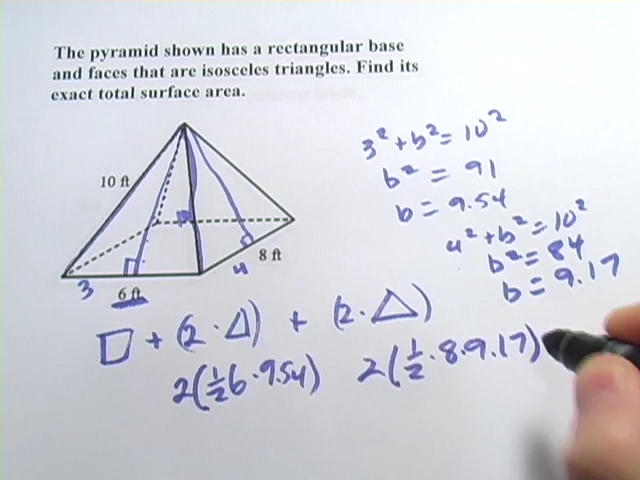 The pyramid shown has a rectangular base
and faces that are isosceles triangles. Find its
exact total surface area.
3² + b² = 10²
b² = 91
b = 9.54
4² + b² = 10²
b² = 84
b = 9.17
10 ft
8 ft
4
3
6 ft
□ + (2 · △) + (2 · △)
2(½6 · 9.54) 2(½ · 8 · 9.17)